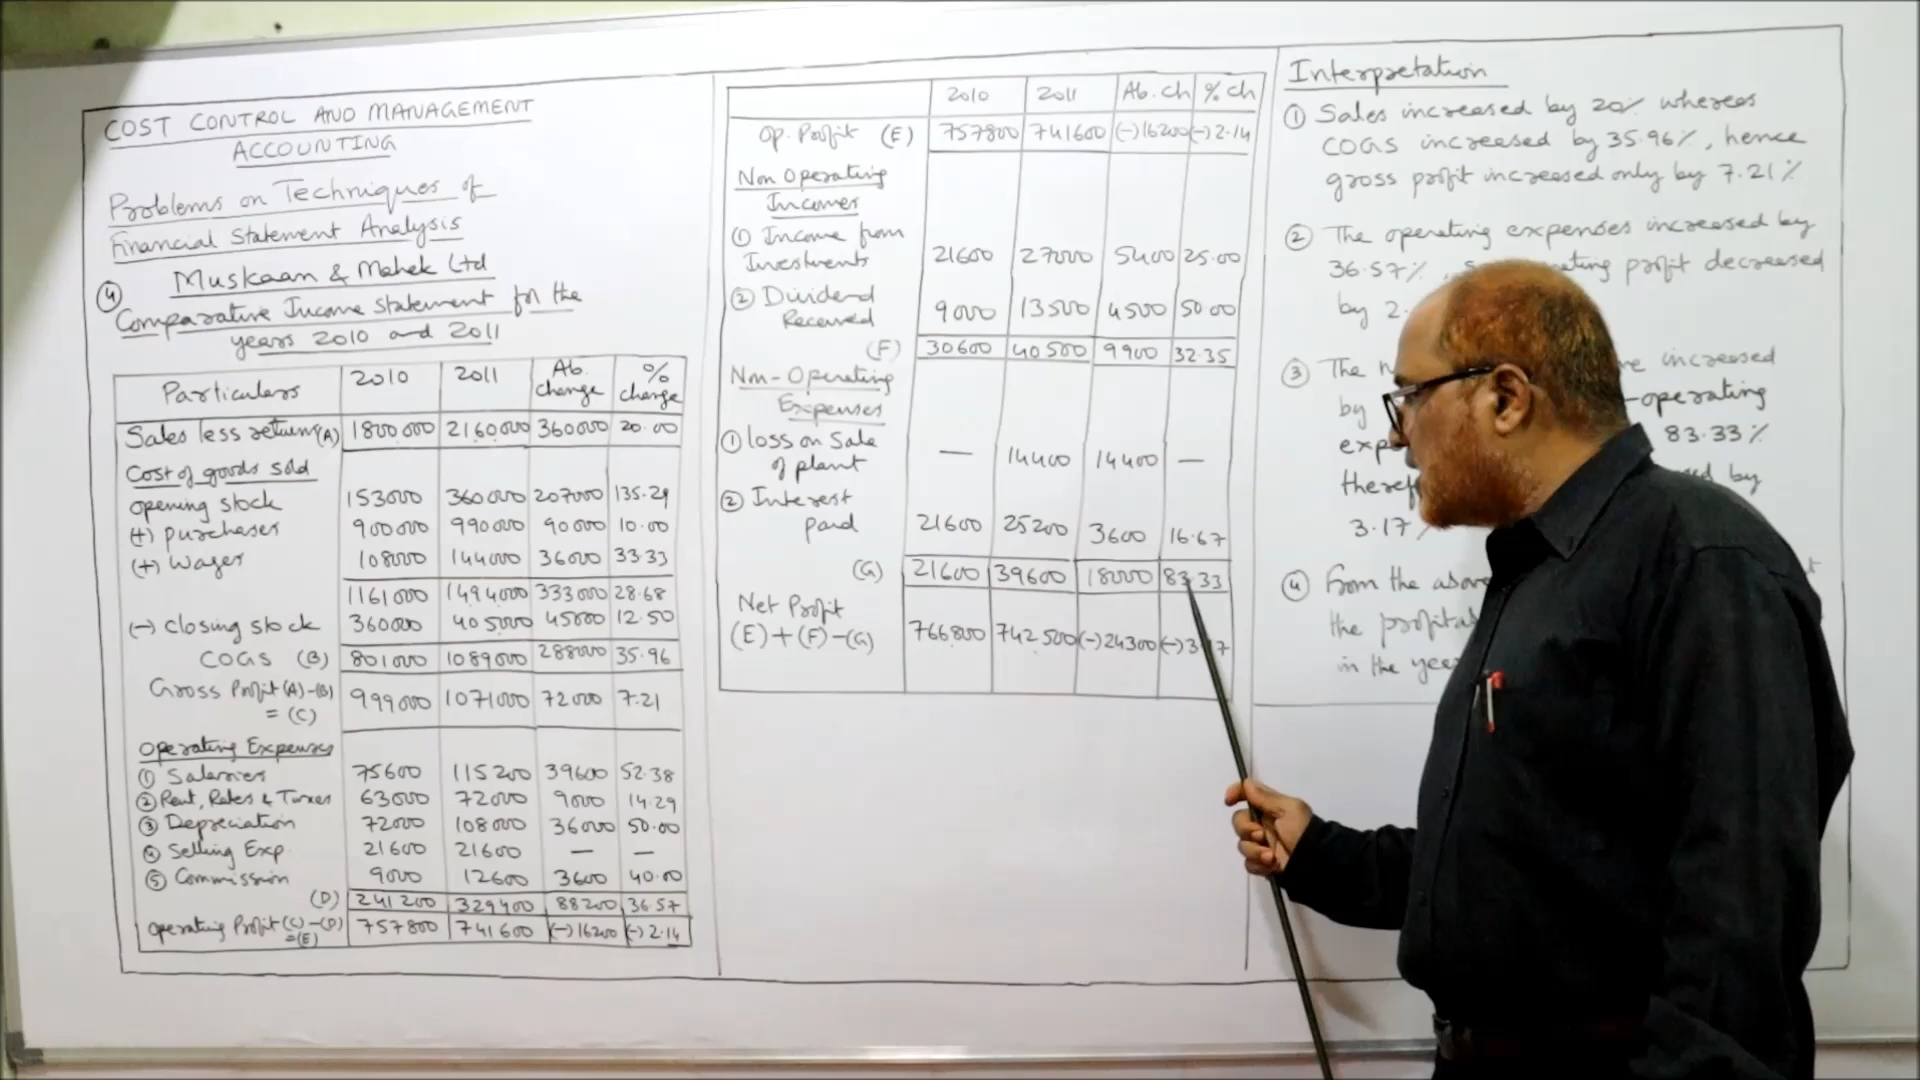 COST CONTROL AND MANAGEMENT
ACCOUNTING
Problems on Techniques of
Financial Statement Analysis
Muskaan & Mahek Ltd
④
Comparative Income Statement for the
years 2010 and 2011
Particulars 2010 2011 Ab. change % change
Sales less returns (A) 1800000 2160000 360000 20.00
Cost of goods sold
opening stock 153000 360000 207000 135.29
(+) purchases 900000 990000 90000 10.00
(+) wages 108000 144000 36000 33.33
1161000 1494000 333000 28.68
(-) closing stock 360000 405000 45000 12.50
COGS (B) 801000 1089000 288000 35.96
Gross Profit (A)-(B) = (C) 999000 1071000 72000 7.21
Operating Expenses
① Salaries 75600 115200 39600 52.38
② Rent, Rates & Taxes 63000 72000 9000 14.29
③ Depreciation 72000 108000 36000 50.00
④ Selling Exp. 21600 21600 — —
⑤ Commission 9000 12600 3600 40.00
(D) 241200 329400 88200 36.57
Operating Profit (C)-(D) =(E) 757800 741600 (-)16200 (-)2.14
2010 2011 Ab. ch % ch
Op. Profit (E) 757800 741600 (-)16200 (-)2.14
Non Operating
Incomes
① Income from
Investments 21600 27000 5400 25.00
② Dividend
Received 9000 13500 4500 50.00
(F) 30600 40500 9900 32.35
Non-Operating
Expenses
① loss on Sale
of plant — 14400 14400 —
② Interest
paid 21600 25200 3600 16.67
(G) 21600 39600 18000 83.33
Net Profit
(E)+(F)-(G) 766800 742500 (-)24300
Interpretation
① Sales increased by 20% whereas
COGS increased by 35.96%, hence
gross profit increased only by 7.21%
② The operating expenses increased by
36.57%, profit decreased
by 2.
③ The increased
by -operating
83.33%
by
3.17%
④ From the above
the
in the